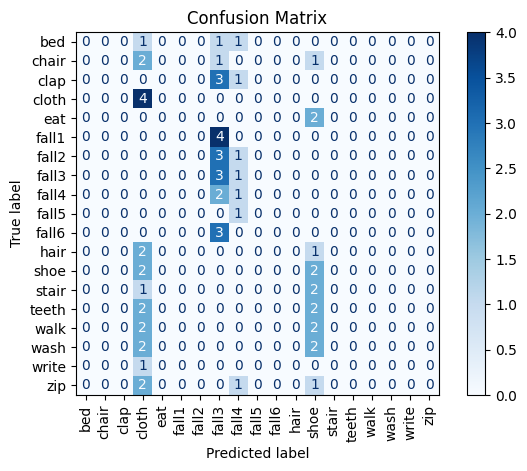 Confusion Matrix
bed 0 0 0 1 0 0 0 1 1 0 0 0 0 0 0 0 0 0 0
chair 0 0 0 2 0 0 0 1 0 0 0 0 1 0 0 0 0 0 0
clap 0 0 0 0 0 0 0 3 1 0 0 0 0 0 0 0 0 0 0
cloth 0 0 0 4 0 0 0 0 0 0 0 0 0 0 0 0 0 0 0
eat 0 0 0 0 0 0 0 0 0 0 0 0 2 0 0 0 0 0 0
fall1 0 0 0 0 0 0 0 4 0 0 0 0 0 0 0 0 0 0 0
fall2 0 0 0 0 0 0 0 3 1 0 0 0 0 0 0 0 0 0 0
fall3 0 0 0 0 0 0 0 3 1 0 0 0 0 0 0 0 0 0 0
fall4 0 0 0 0 0 0 0 2 1 0 0 0 0 0 0 0 0 0 0
fall5 0 0 0 0 0 0 0 0 1 0 0 0 0 0 0 0 0 0 0
fall6 0 0 0 0 0 0 0 3 0 0 0 0 0 0 0 0 0 0 0
hair 0 0 0 2 0 0 0 0 0 0 0 0 1 0 0 0 0 0 0
shoe 0 0 0 2 0 0 0 0 0 0 0 0 2 0 0 0 0 0 0
stair 0 0 0 1 0 0 0 0 0 0 0 0 2 0 0 0 0 0 0
teeth 0 0 0 2 0 0 0 0 0 0 0 0 2 0 0 0 0 0 0
walk 0 0 0 2 0 0 0 0 0 0 0 0 2 0 0 0 0 0 0
wash 0 0 0 2 0 0 0 0 0 0 0 0 2 0 0 0 0 0 0
write 0 0 0 1 0 0 0 0 0 0 0 0 0 0 0 0 0 0 0
zip 0 0 0 2 0 0 0 0 1 0 0 0 1 0 0 0 0 0 0
bed chair clap cloth eat fall1 fall2 fall3 fall4 fall5 fall6 hair shoe stair teeth walk wash write zip
Predicted label
True label
4.0
3.5
3.0
2.5
2.0
1.5
1.0
0.5
0.0